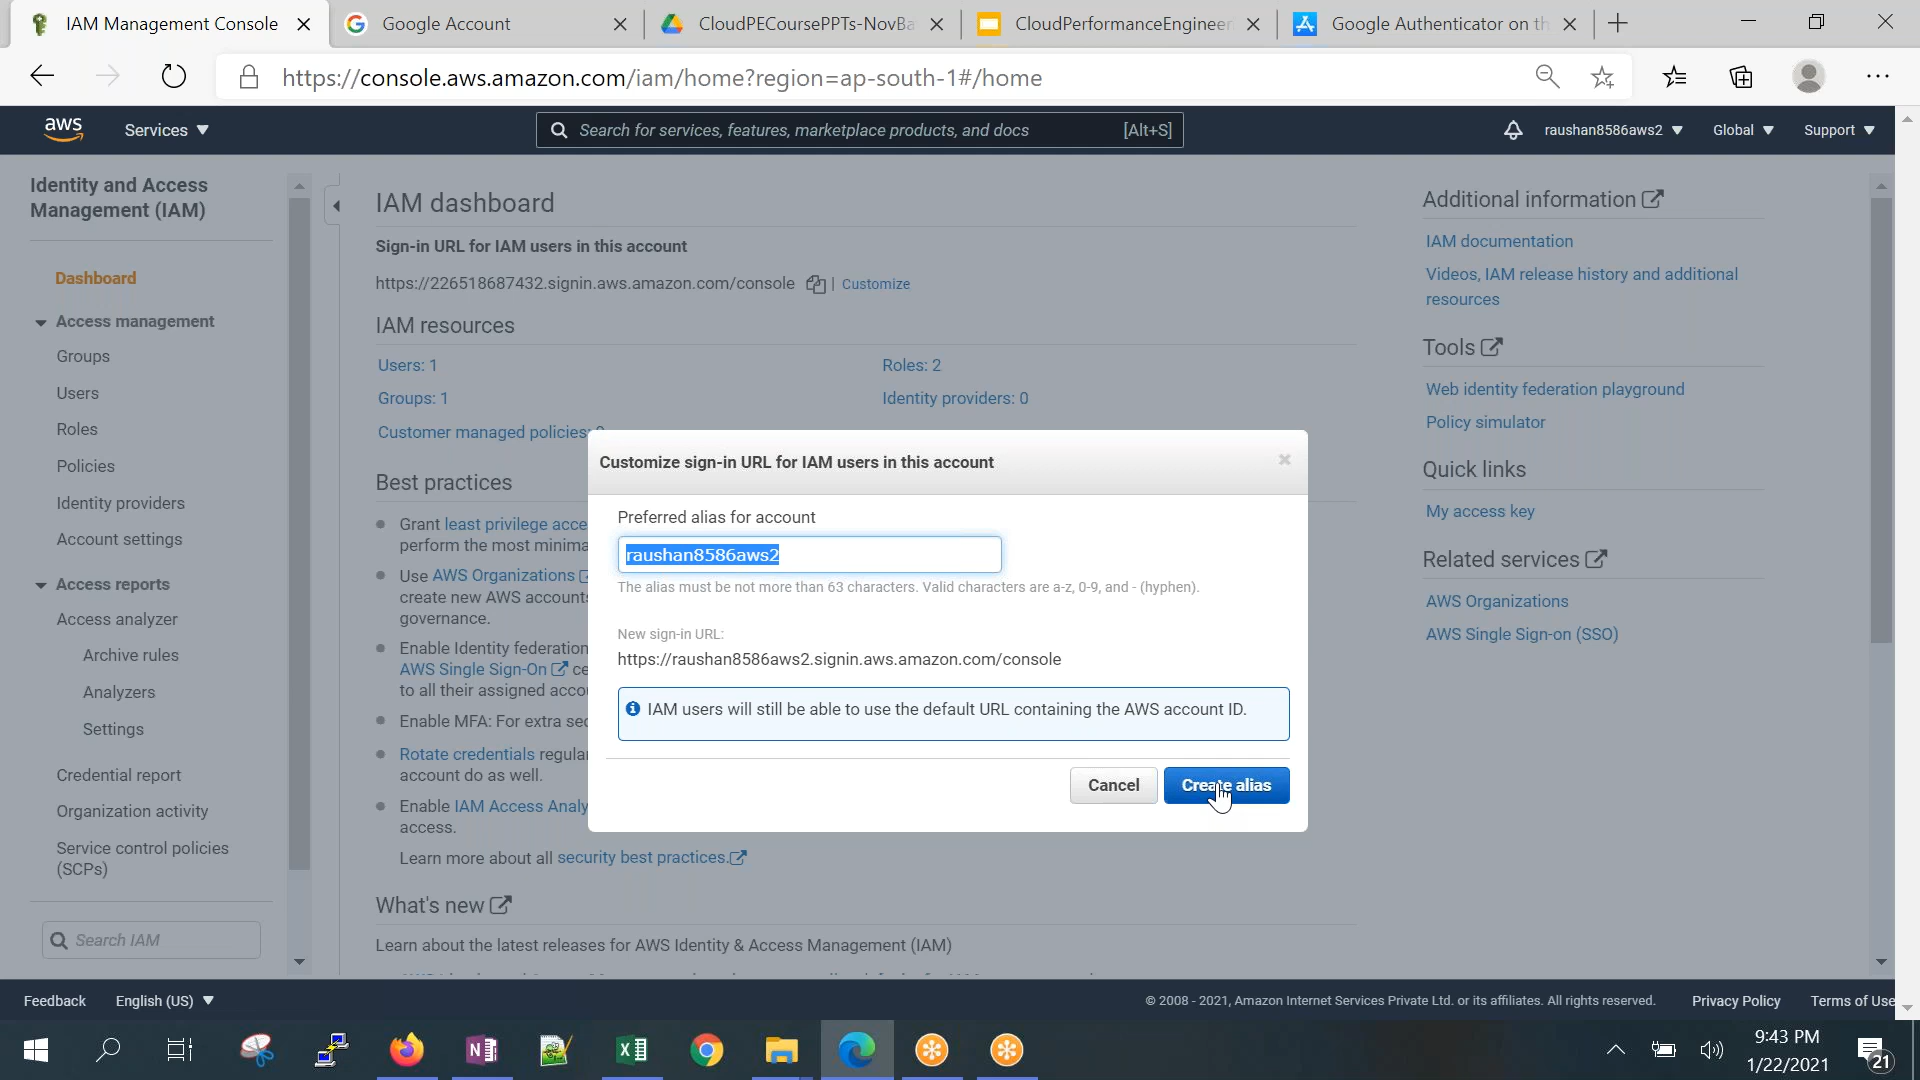 IAM Management Console
Google Account
CloudPECoursePPTs-NovBa
CloudPerformanceEngineer
Google Authenticator on th
https://console.aws.amazon.com/iam/home?region=ap-south-1#/home
aws
Services
Search for services, features, marketplace products, and docs
[Alt+S]
raushan8586aws2
Global
Support
Identity and Access
Management (IAM)
Dashboard
Access management
Groups
Users
Roles
Policies
Identity providers
Account settings
Access reports
Access analyzer
Archive rules
Analyzers
Settings
Credential report
Organization activity
Service control policies
(SCPs)
Search IAM
IAM dashboard
Sign-in URL for IAM users in this account
https://226518687432.signin.aws.amazon.com/console
| Customize
IAM resources
Users: 1
Roles: 2
Groups: 1
Identity providers: 0
Customer managed policies:
Best practices
Grant least privilege acce
perform the most minima
Use AWS Organizations
create new AWS accounts
governance.
Enable Identity federation
AWS Single Sign-On ce
to all their assigned acco
Enable MFA: For extra sec
Rotate credentials regular
account do as well.
Enable IAM Access Analy
access.
Learn more about all security best practices.
What's new
Learn about the latest releases for AWS Identity & Access Management (IAM)
Customize sign-in URL for IAM users in this account
Preferred alias for account
raushan8586aws2
The alias must be not more than 63 characters. Valid characters are a-z, 0-9, and - (hyphen).
New sign-in URL:
https://raushan8586aws2.signin.aws.amazon.com/console
IAM users will still be able to use the default URL containing the AWS account ID.
Cancel
Create alias
Additional information
IAM documentation
Videos, IAM release history and additional
resources
Tools
Web identity federation playground
Policy simulator
Quick links
My access key
Related services
AWS Organizations
AWS Single Sign-on (SSO)
Feedback
English (US)
© 2008 - 2021, Amazon Internet Services Private Ltd. or its affiliates. All rights reserved.
Privacy Policy
Terms of Use
9:43 PM
1/22/2021
21